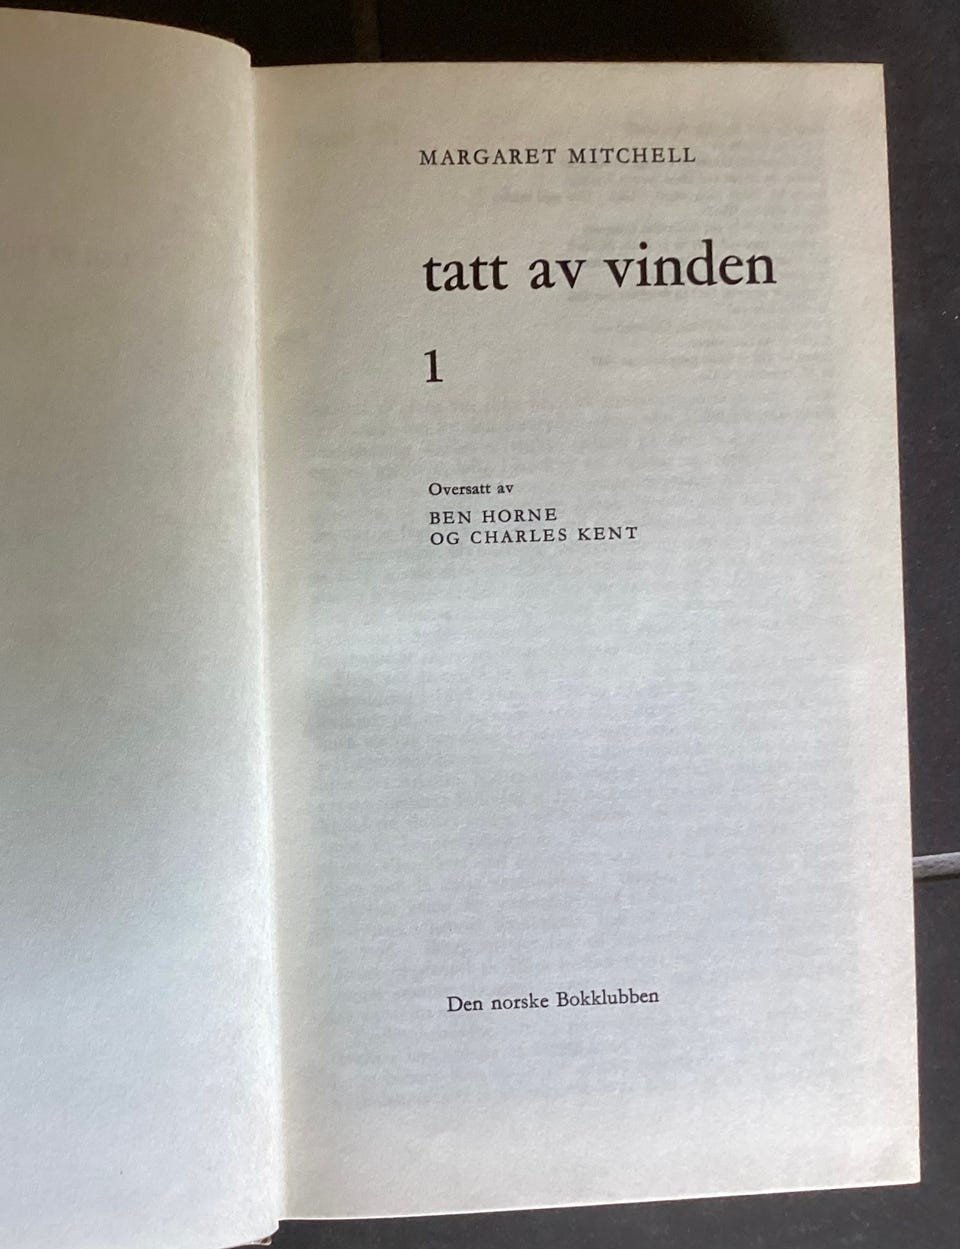 MARGARET MITCHELL
tatt av vinden
1
Oversatt av
BEN HORNE
OG CHARLES KENT
Den norske Bokklubben